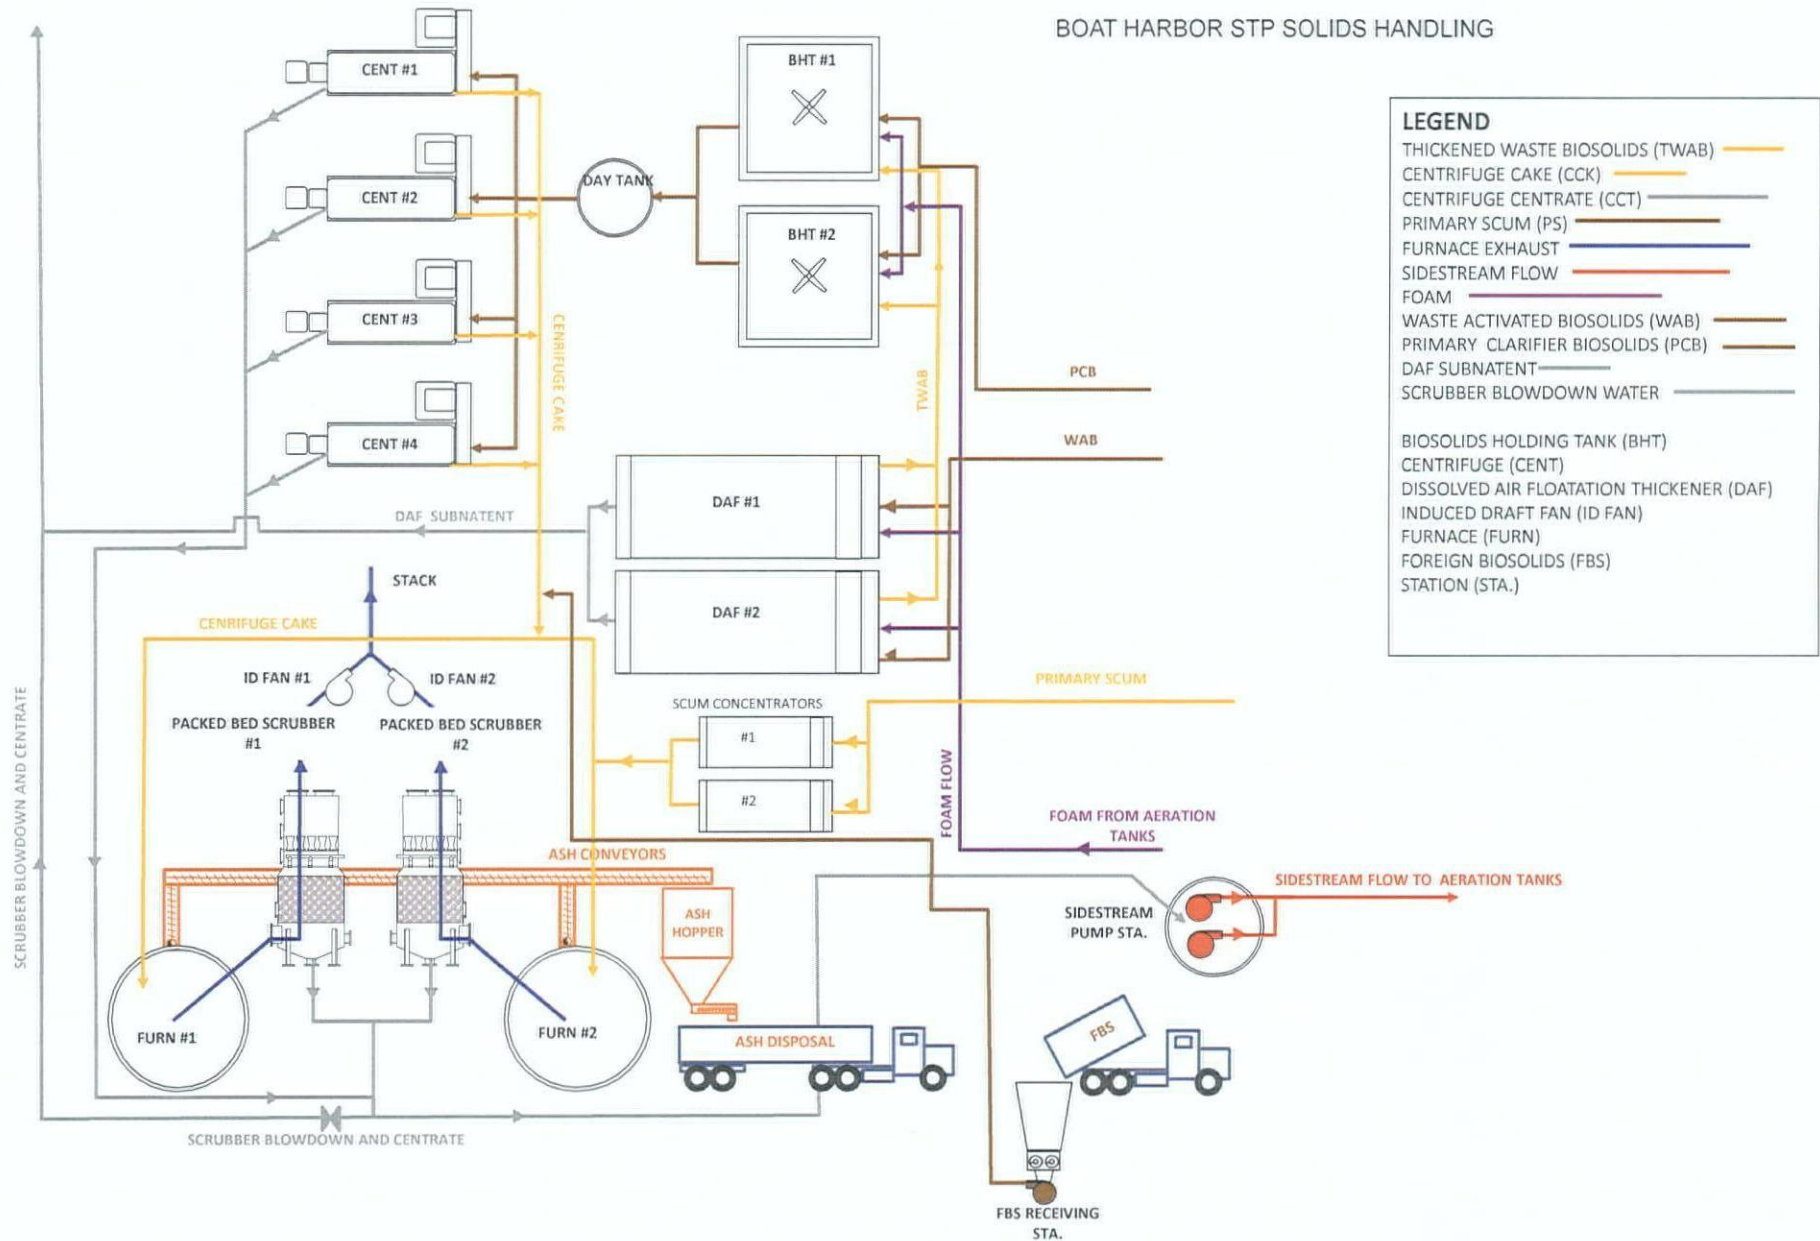 BOAT HARBOR STP SOLIDS HANDLING
LEGEND
THICKENED WASTE BIOSOLIDS (TWAB)
CENTRIFUGE CAKE (CCK)
CENTRIFUGE CENTRATE (CCT)
PRIMARY SCUM (PS)
FURNACE EXHAUST
SIDESTREAM FLOW
FOAM
WASTE ACTIVATED BIOSOLIDS (WAB)
PRIMARY CLARIFIER BIOSOLIDS (PCB)
DAF SUBNATENT
SCRUBBER BLOWDOWN WATER
BIOSOLIDS HOLDING TANK (BHT)
CENTRIFUGE (CENT)
DISSOLVED AIR FLOATATION THICKENER (DAF)
INDUCED DRAFT FAN (ID FAN)
FURNACE (FURN)
FOREIGN BIOSOLIDS (FBS)
STATION (STA.)
CENT #1
CENT #2
CENT #3
CENT #4
DAY TANK
BHT #1
BHT #2
CENRIFUGE CAKE
TWAB
PCB
WAB
DAF #1
DAF #2
DAF SUBNATENT
STACK
CENRIFUGE CAKE
ID FAN #1
ID FAN #2
PACKED BED SCRUBBER
#1
PACKED BED SCRUBBER
#2
SCUM CONCENTRATORS
#1
#2
PRIMARY SCUM
FOAM FLOW
FOAM FROM AERATION
TANKS
ASH CONVEYORS
ASH
HOPPER
ASH DISPOSAL
SIDESTREAM
PUMP STA.
SIDESTREAM FLOW TO AERATION TANKS
FBS
FBS RECEIVING
STA.
FURN #1
FURN #2
SCRUBBER BLOWDOWN AND CENTRATE
SCRUBBER BLOWDOWN AND CENTRATE